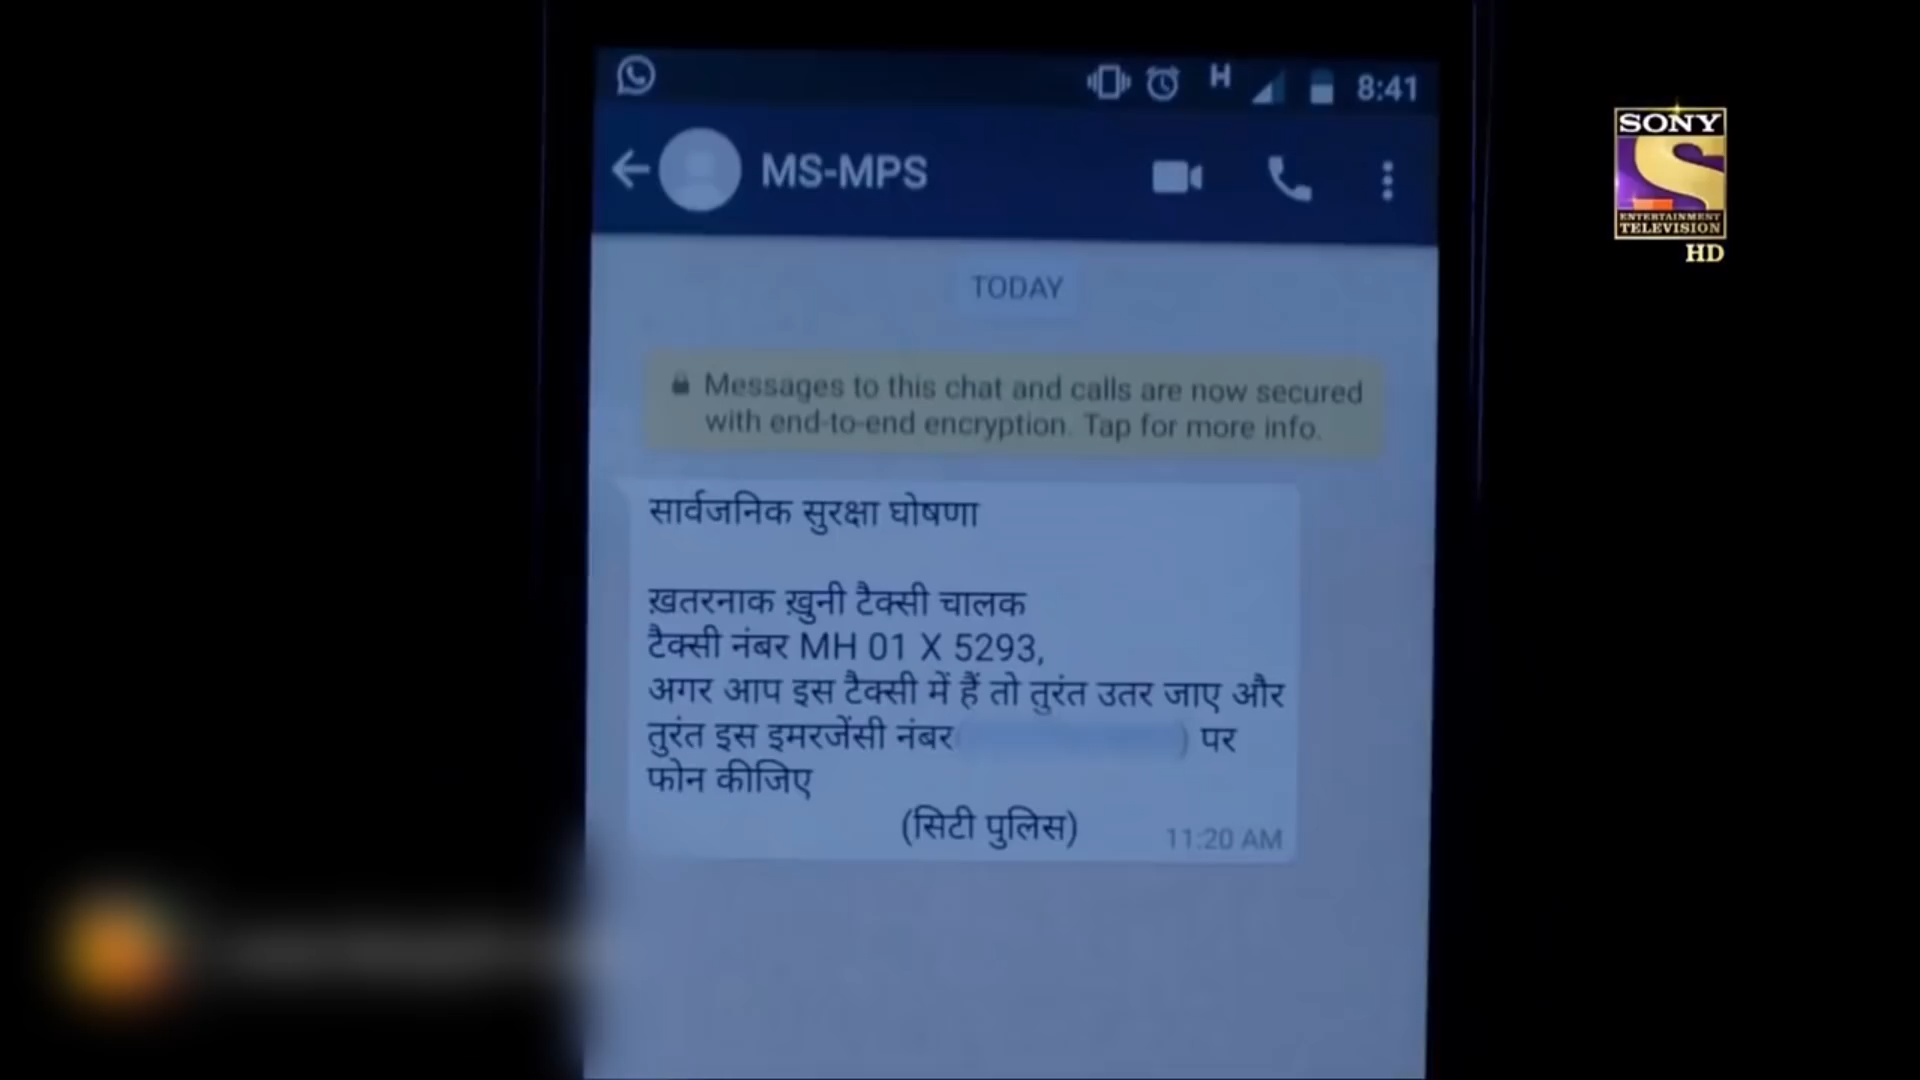 8:41
H
MS-MPS
SONY
ENTERTAINMENT
TELEVISION
HD
TODAY
Messages to this chat and calls are now secured
with end-to-end encryption. Tap for more info.
सार्वजनिक सुरक्षा घोषणा
ख़तरनाक ख़ुनी टैक्सी चालक
टैक्सी नंबर MH 01 X 5293,
अगर आप इस टैक्सी में हैं तो तुरंत उतर जाए और
तुरंत इस इमरजेंसी नंबर ) पर
फोन कीजिए
(सिटी पुलिस)
11:20 AM